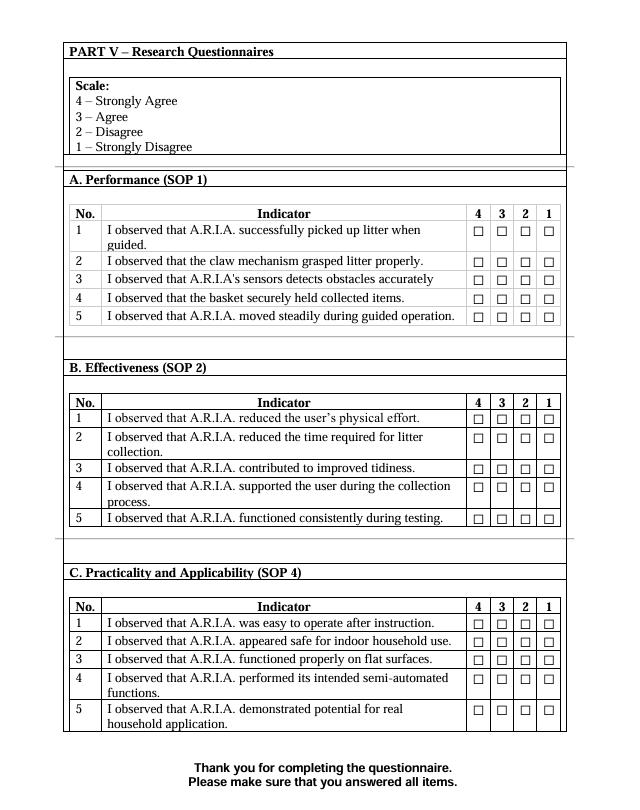 PART V – Research Questionnaires
Scale:
4 – Strongly Agree
3 – Agree
2 – Disagree
1 – Strongly Disagree
A. Performance (SOP 1)
No. Indicator 4 3 2 1
1 I observed that A.R.I.A. successfully picked up litter when
guided.
☐ ☐ ☐ ☐
2 I observed that the claw mechanism grasped litter properly. ☐ ☐ ☐ ☐
3 I observed that A.R.I.A's sensors detects obstacles accurately ☐ ☐ ☐ ☐
4 I observed that the basket securely held collected items. ☐ ☐ ☐ ☐
5 I observed that A.R.I.A. moved steadily during guided operation. ☐ ☐ ☐ ☐
B. Effectiveness (SOP 2)
No. Indicator 4 3 2 1
1 I observed that A.R.I.A. reduced the user’s physical effort. ☐ ☐ ☐ ☐
2 I observed that A.R.I.A. reduced the time required for litter
collection.
☐ ☐ ☐ ☐
3 I observed that A.R.I.A. contributed to improved tidiness. ☐ ☐ ☐ ☐
4 I observed that A.R.I.A. supported the user during the collection
process.
☐ ☐ ☐ ☐
5 I observed that A.R.I.A. functioned consistently during testing. ☐ ☐ ☐ ☐
C. Practicality and Applicability (SOP 4)
No. Indicator 4 3 2 1
1 I observed that A.R.I.A. was easy to operate after instruction. ☐ ☐ ☐ ☐
2 I observed that A.R.I.A. appeared safe for indoor household use. ☐ ☐ ☐ ☐
3 I observed that A.R.I.A. functioned properly on flat surfaces. ☐ ☐ ☐ ☐
4 I observed that A.R.I.A. performed its intended semi-automated
functions.
☐ ☐ ☐ ☐
5 I observed that A.R.I.A. demonstrated potential for real
household application.
☐ ☐ ☐ ☐
Thank you for completing the questionnaire.
Please make sure that you answered all items.